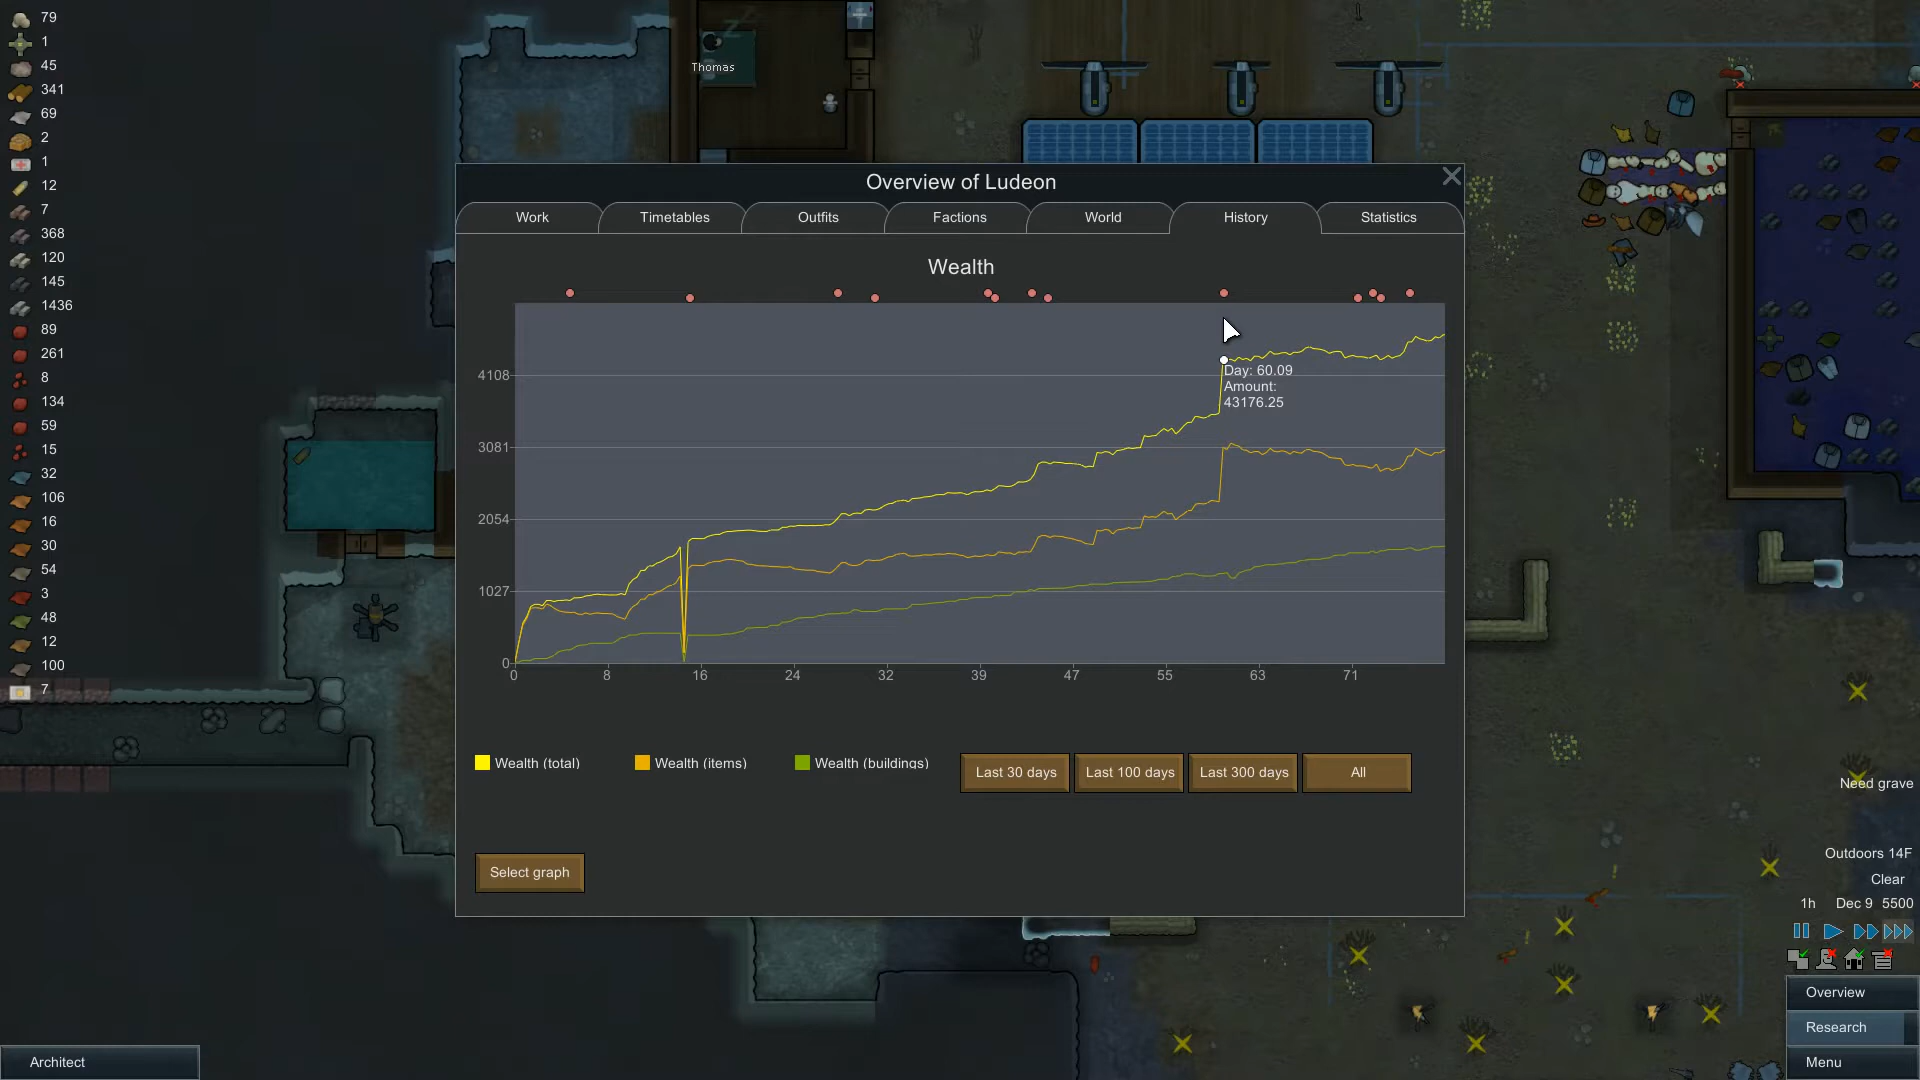 79
1
45
341
69
2
1
12
7
368
120
145
1436
89
261
8
134
59
15
32
106
16
30
54
3
48
12
100
7
Thomas
Overview of Ludeon
Work
Timetables
Outfits
Factions
World
History
Statistics
Wealth
4108
3081
2054
1027
0
Day: 60.09
Amount:
43176.25
0
8
16
24
32
39
47
55
63
71
Wealth (total)
Wealth (items)
Wealth (buildings)
Last 30 days
Last 100 days
Last 300 days
All
Select graph
Need grave
Outdoors 14F
Clear
1h Dec 9 5500
Overview
Research
Menu
Architect